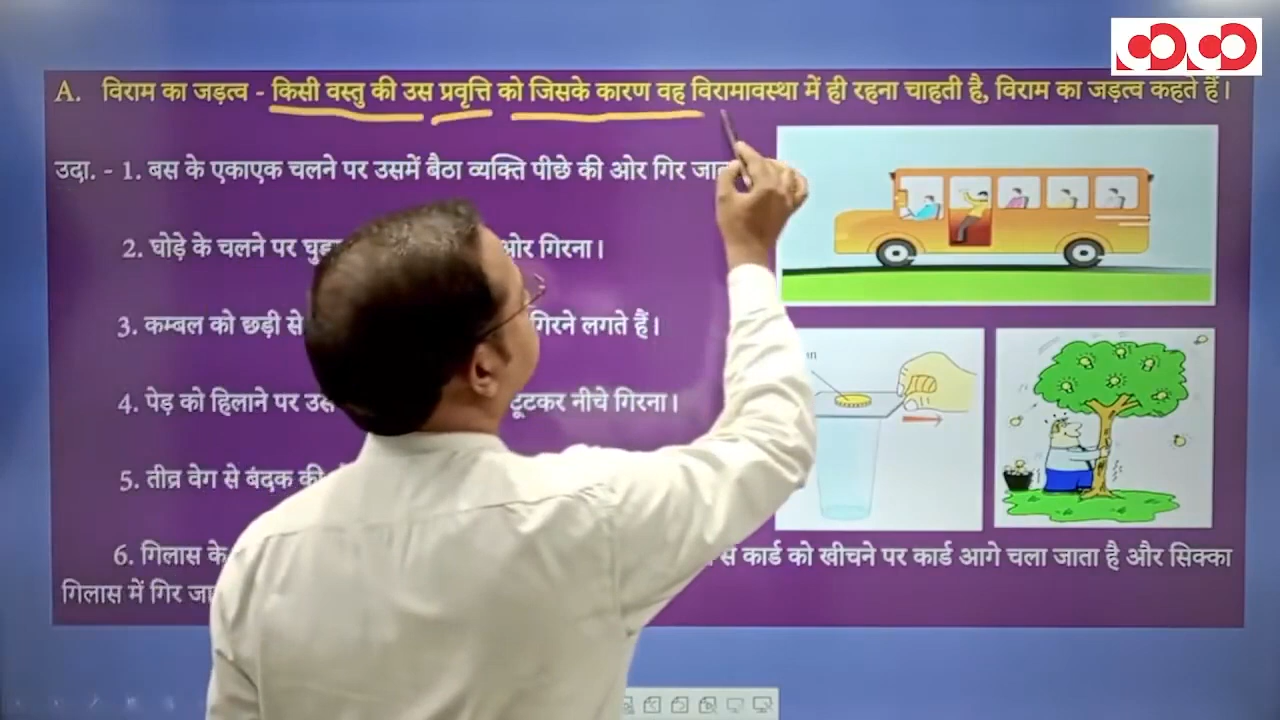 A. विराम का जड़त्व - किसी वस्तु की उस प्रवृत्ति को जिसके कारण वह विरामावस्था में ही रहना चाहती है, विराम का जड़त्व कहते हैं।
उदा. - 1. बस के एकाएक चलने पर उसमें बैठा व्यक्ति पीछे की ओर गिर
2. घोड़े के चलने पर ओर गिरना।
3. कम्बल को छड़ी से गिरने लगते हैं।
4. पेड़ को हिलाने पर टूटकर नीचे गिरना।
5. तीव्र वेग से बंदूक की
6. गिलास के से कार्ड को खीचने पर कार्ड आगे चला जाता है और सिक्का
गिलास में गिर